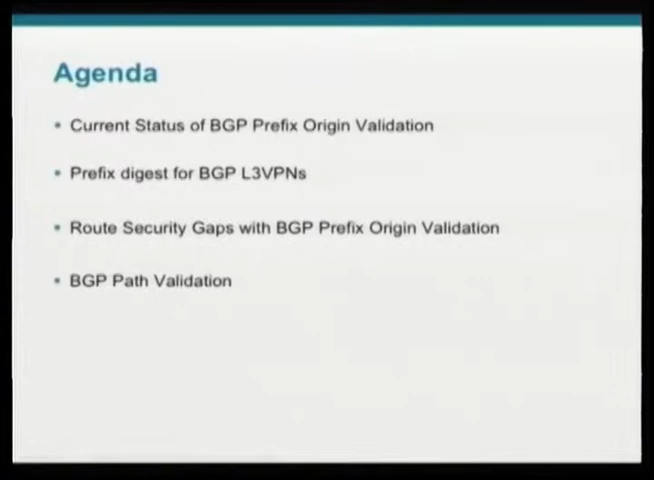 Agenda
• Current Status of BGP Prefix Origin Validation
• Prefix digest for BGP L3VPNs
• Route Security Gaps with BGP Prefix Origin Validation
• BGP Path Validation